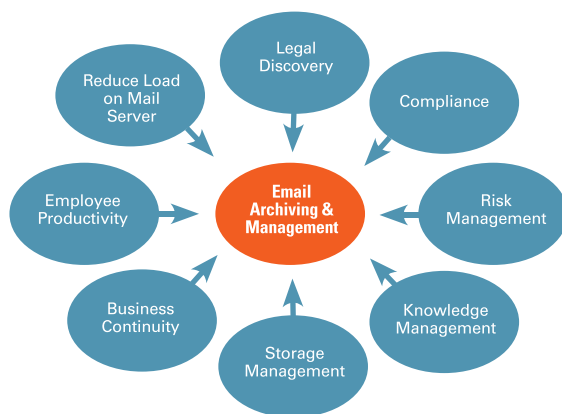 Legal
Discovery
Compliance
Risk
Management
Knowledge
Management
Storage
Management
Business
Continuity
Employee
Productivity
Reduce Load
on Mail
Server
Email
Archiving &
Management